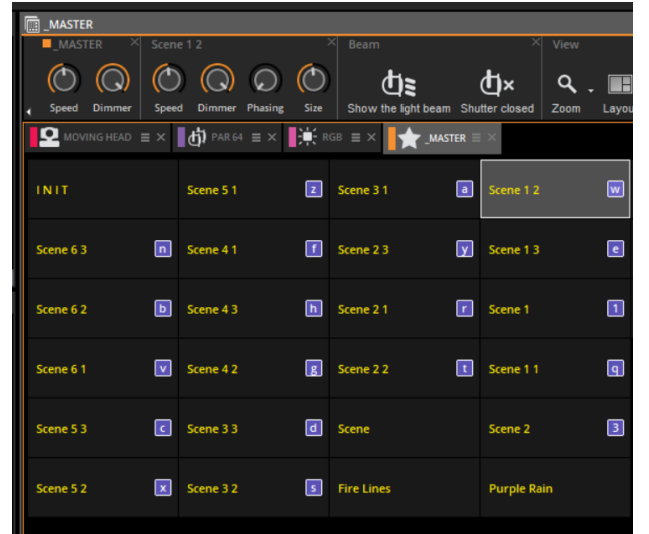 _MASTER
_MASTER Scene 1 2 Beam View
Speed Dimmer Speed Dimmer Phasing Size Show the light beam Shutter closed Zoom Layou
MOVING HEAD PAR 64 RGB _MASTER
I N I T Scene 5 1 z Scene 3 1 a Scene 1 2 w
Scene 6 3 n Scene 4 1 f Scene 2 3 y Scene 1 3 e
Scene 6 2 b Scene 4 3 h Scene 2 1 r Scene 1 1
Scene 6 1 v Scene 4 2 g Scene 2 2 t Scene 1 1 q
Scene 5 3 c Scene 3 3 d Scene Scene 2 3
Scene 5 2 x Scene 3 2 s Fire Lines Purple Rain